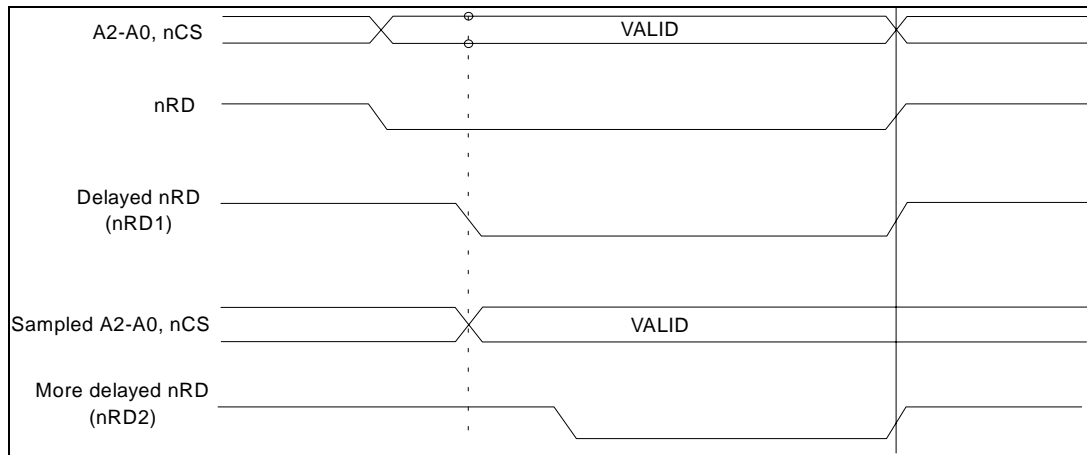 A2-A0, nCS
VALID
nRD
Delayed nRD
(nRD1)
Sampled A2-A0, nCS
VALID
More delayed nRD
(nRD2)